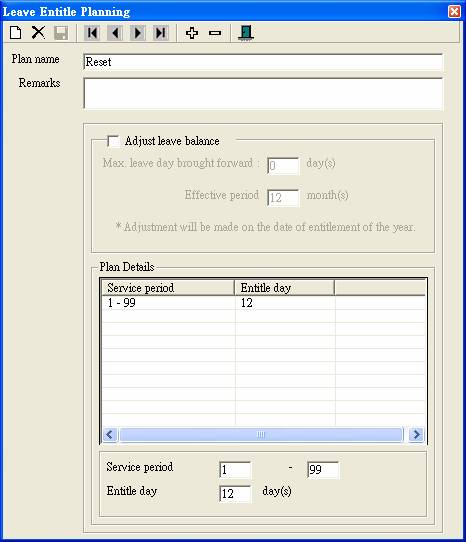 Leave Entitle Planning
Plan name Reset
Remarks
Adjust leave balance
Max. leave day brought forward : 0 day(s)
Effective period 12 month(s)
* Adjustment will be made on the date of entitlement of the year.
Plan Details
Service period Entitle day
1 - 99 12
Service period 1 - 99
Entitle day 12 day(s)